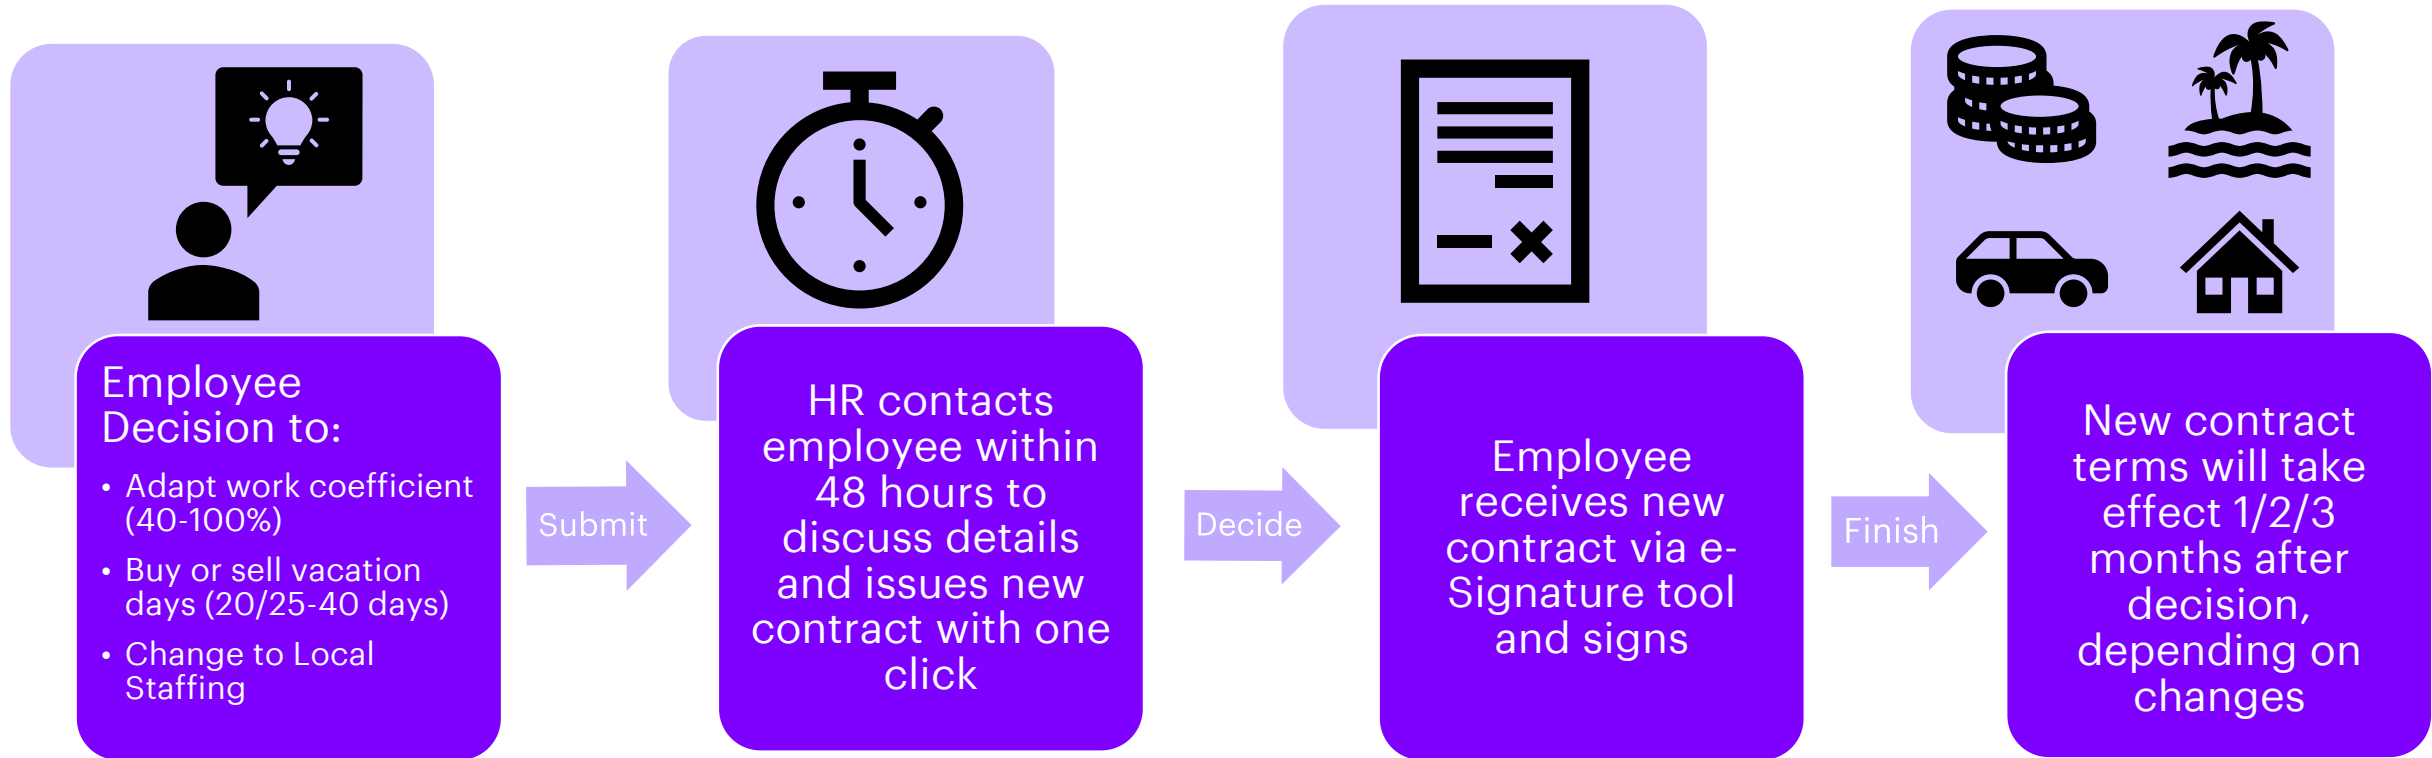 Employee
Decision to:
• Adapt work coefficient
(40-100%)
• Buy or sell vacation
days (20/25-40 days)
• Change to Local
Staffing
Submit
HR contacts
employee within
48 hours to
discuss details
and issues new
contract with one
click
Decide
Employee
receives new
contract via e-
Signature tool
and signs
Finish
New contract
terms will take
effect 1/2/3
months after
decision,
depending on
changes